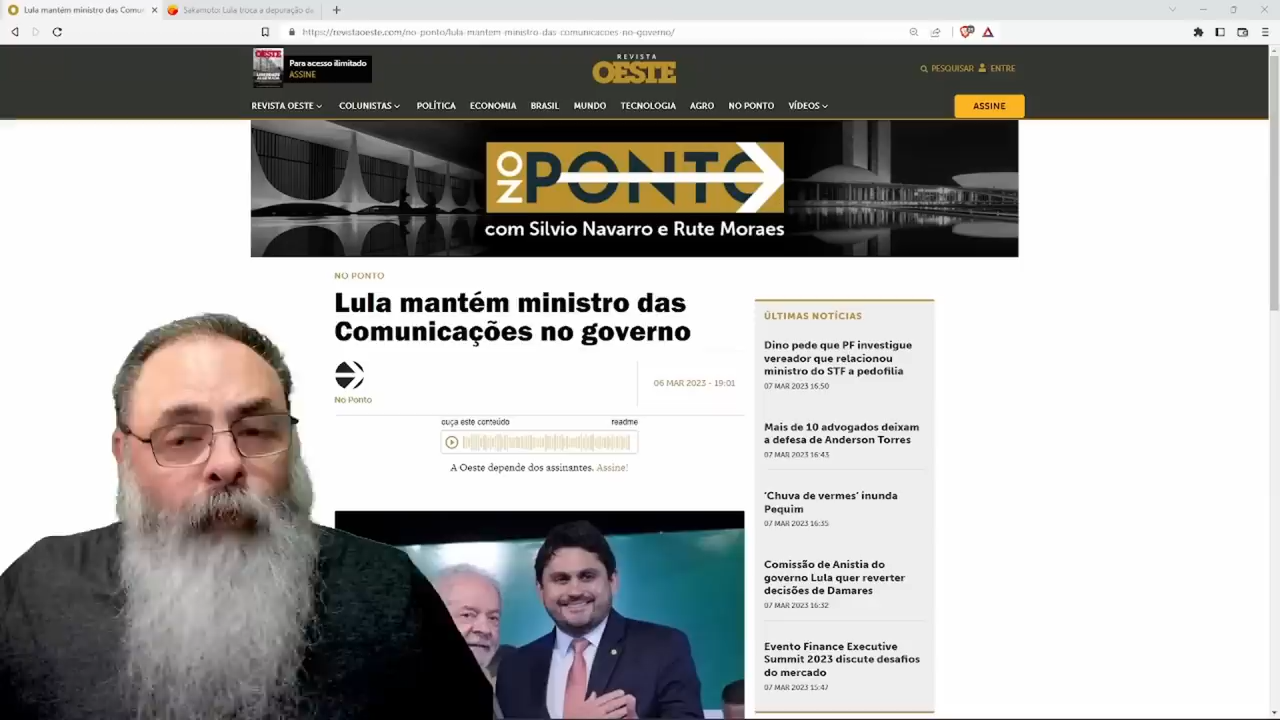 Lula mantém ministro das Comun
Sakamoto: Lula troca a depuração du
https://revistaoeste.com/no-ponto/lula-mantem-ministro-das-comunicacoes-no-governo/
OESTE
Para acesso ilimitado
ASSINE
REVISTA
OESTE
PESQUISAR
ENTRE
REVISTA OESTE
COLUNISTAS
POLÍTICA
ECONOMIA
BRASIL
MUNDO
TECNOLOGIA
AGRO
NO PONTO
VÍDEOS
ASSINE
NO PONTO
com Silvio Navarro e Rute Moraes
NO PONTO
Lula mantém ministro das
Comunicações no governo
No Ponto
06 MAR 2023 - 19:01
ouça este conteúdo
readme
A Oeste depende dos assinantes. Assine!
ÚLTIMAS NOTÍCIAS
Dino pede que PF investigue
vereador que relacionou
ministro do STF a pedofilia
07 MAR 2023 16:50
Mais de 10 advogados deixam
a defesa de Anderson Torres
07 MAR 2023 16:43
'Chuva de vermes' inunda
Pequim
07 MAR 2023 16:35
Comissão de Anistia do
governo Lula quer reverter
decisões de Damares
07 MAR 2023 16:32
Evento Finance Executive
Summit 2023 discute desafios
do mercado
07 MAR 2023 15:47